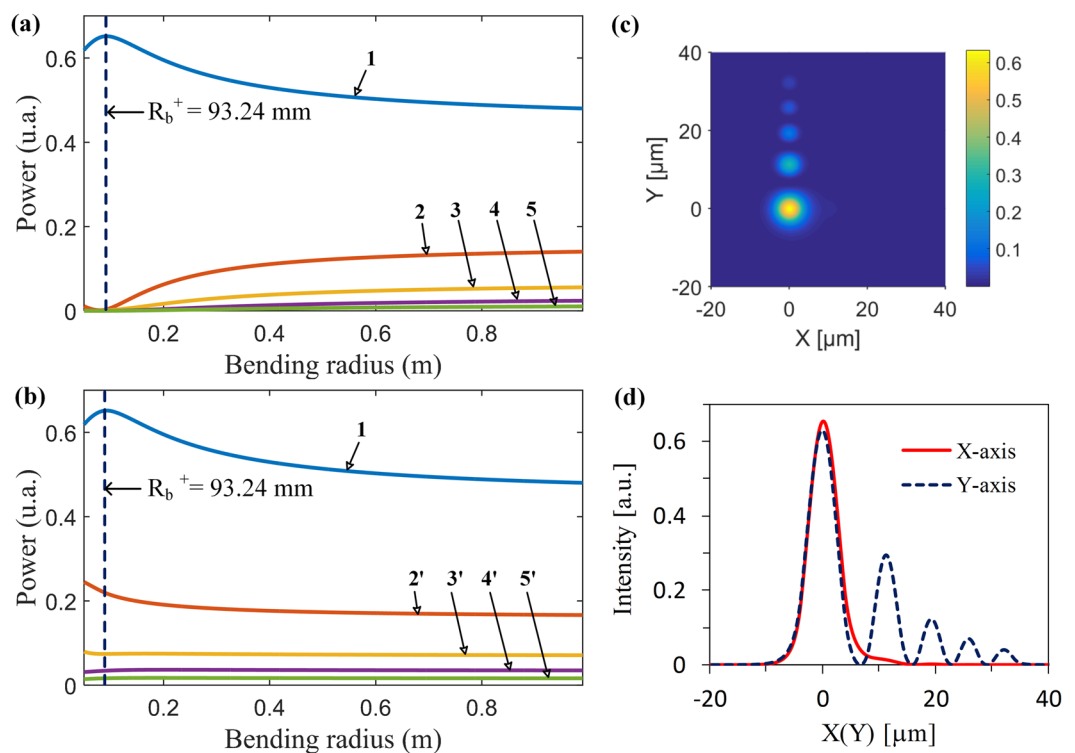 (a)
0.6
0.4
0.2
0
Power (u.a.)
1
R_b^+ = 93.24 mm
2 3 4 5
0.2 0.4 0.6 0.8
Bending radius (m)
(c)
40
20
0
-20
Y [µm]
-20 0 20 40
X [µm]
0.6
0.5
0.4
0.3
0.2
0.1
(b)
0.6
0.4
0.2
0
Power (u.a.)
1
R_b^+ = 93.24 mm
2' 3' 4' 5'
0.2 0.4 0.6 0.8
Bending radius (m)
(d)
0.6
0.4
0.2
0
Intensity [a.u.]
X-axis
Y-axis
-20 0 20 40
X(Y) [µm]